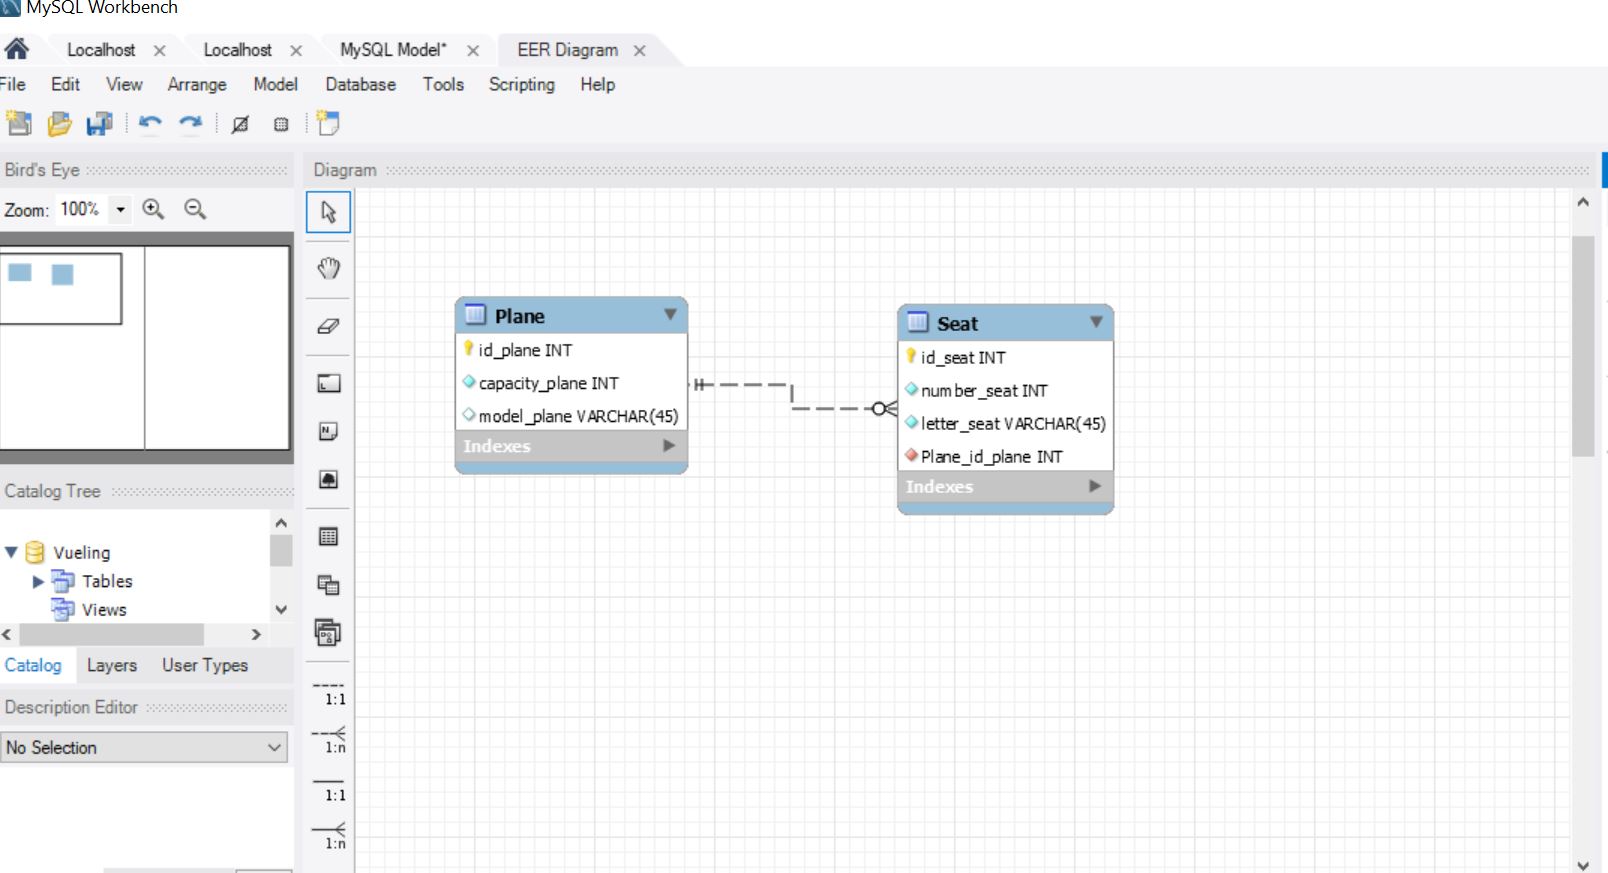 MySQL Workbench
Localhost
Localhost
MySQL Model*
EER Diagram
File Edit View Arrange Model Database Tools Scripting Help
Bird's Eye
Zoom: 100%
Diagram
Plane
id_plane INT
capacity_plane INT
model_plane VARCHAR(45)
Indexes
Seat
id_seat INT
number_seat INT
letter_seat VARCHAR(45)
Plane_id_plane INT
Indexes
Catalog Tree
Vueling
Tables
Views
Catalog Layers User Types
Description Editor
No Selection
1:1
1:n
1:1
1:n